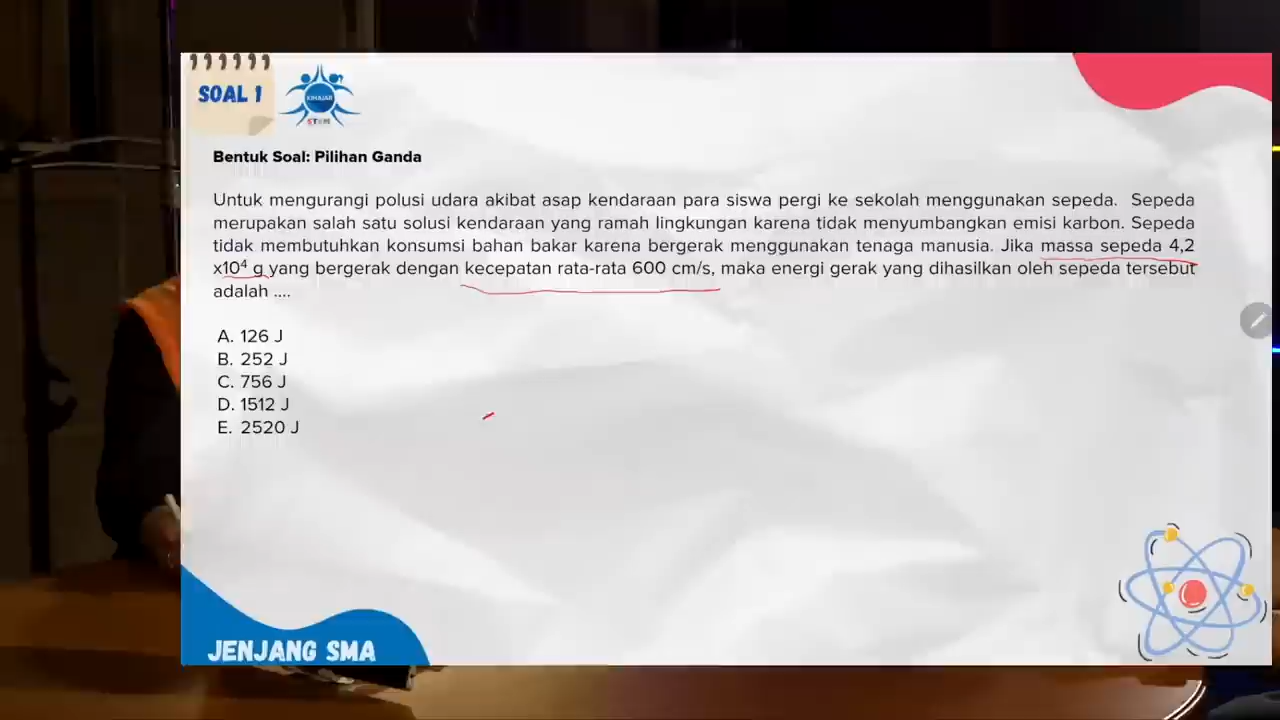 SOAL 1
KIHAJAR
STEM
Bentuk Soal: Pilihan Ganda
Untuk mengurangi polusi udara akibat asap kendaraan para siswa pergi ke sekolah menggunakan sepeda. Sepeda
merupakan salah satu solusi kendaraan yang ramah lingkungan karena tidak menyumbangkan emisi karbon. Sepeda
tidak membutuhkan konsumsi bahan bakar karena bergerak menggunakan tenaga manusia. Jika massa sepeda 4,2
x10⁴ g yang bergerak dengan kecepatan rata-rata 600 cm/s, maka energi gerak yang dihasilkan oleh sepeda tersebut
adalah ....
A. 126 J
B. 252 J
C. 756 J
D. 1512 J
E. 2520 J
JENJANG SMA